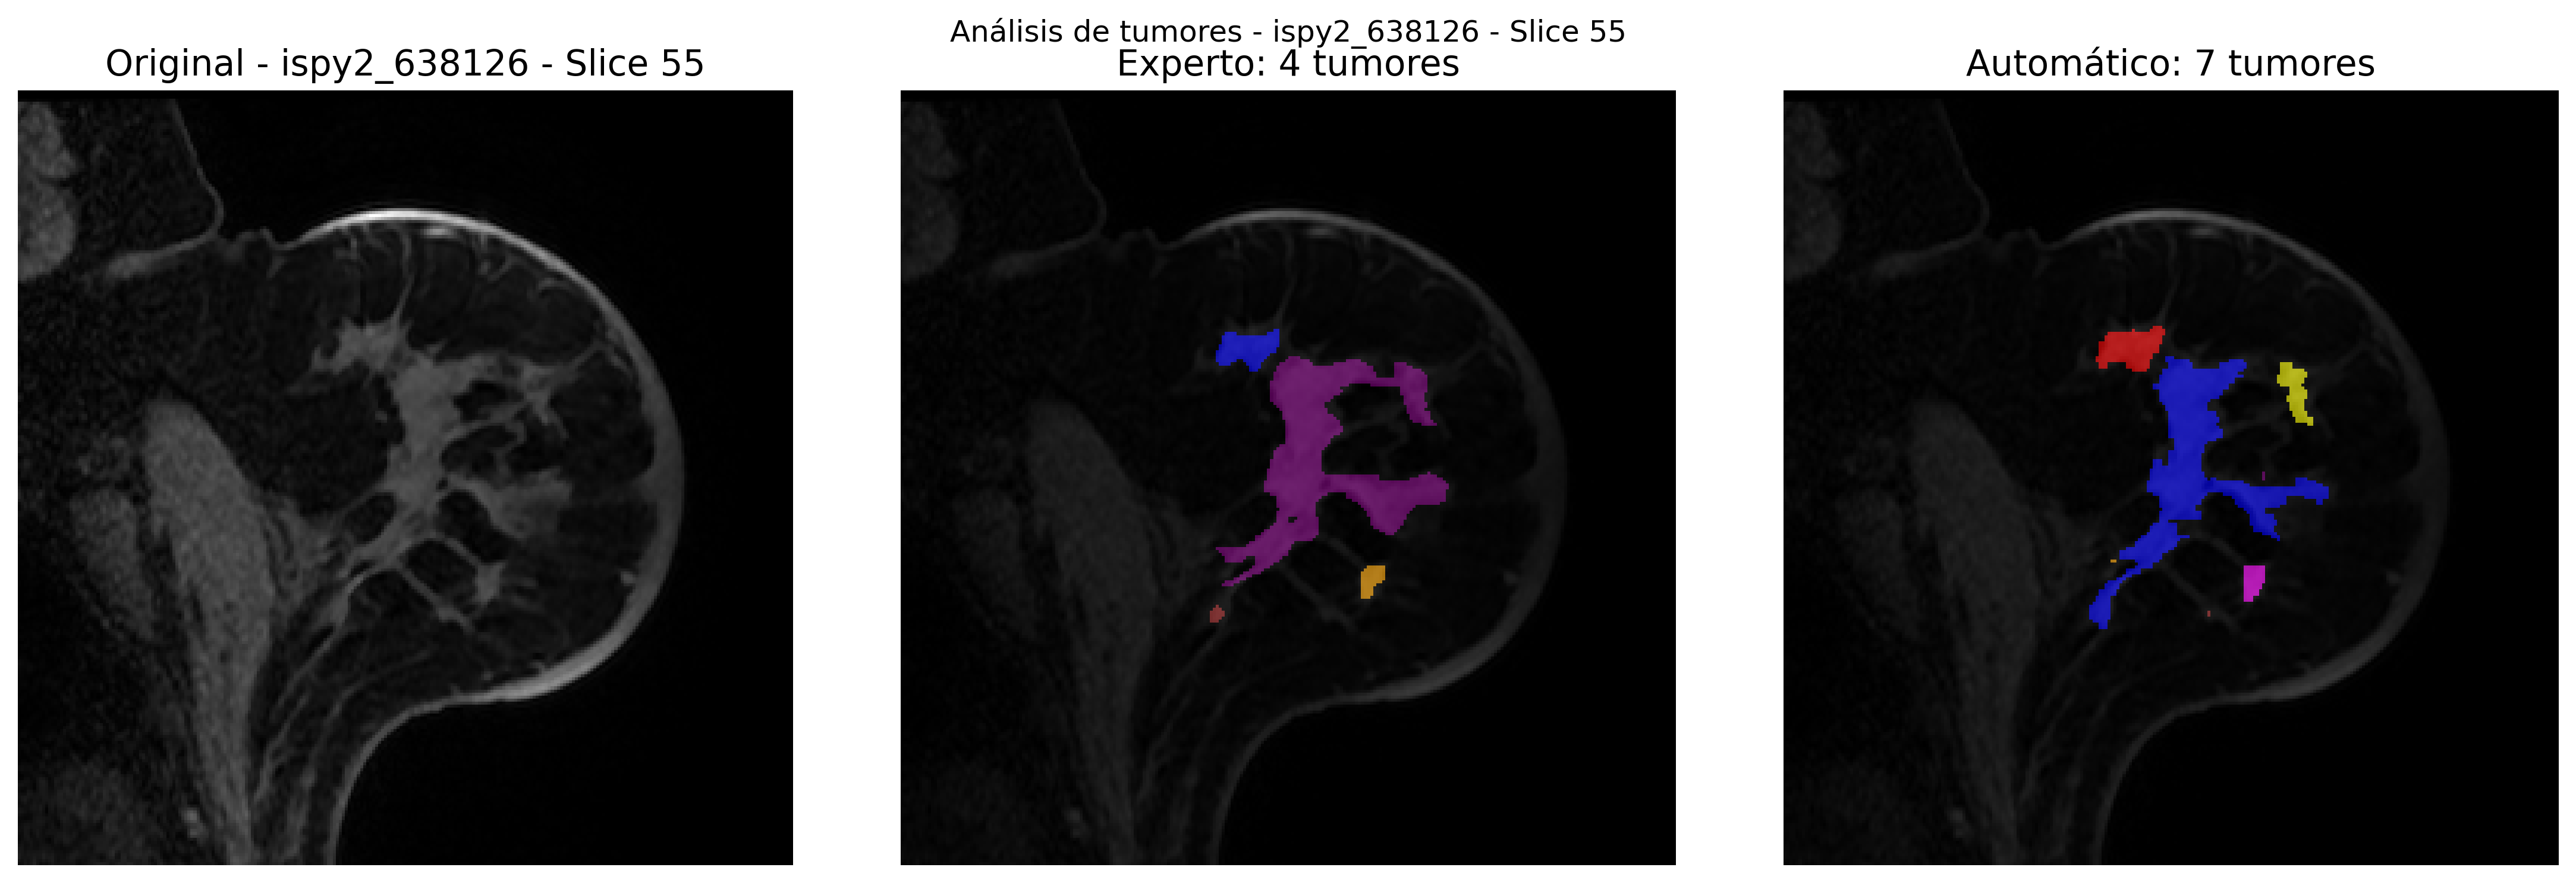 Análisis de tumores - ispy2_638126 - Slice 55
Original - ispy2_638126 - Slice 55
Experto: 4 tumores
Automático: 7 tumores